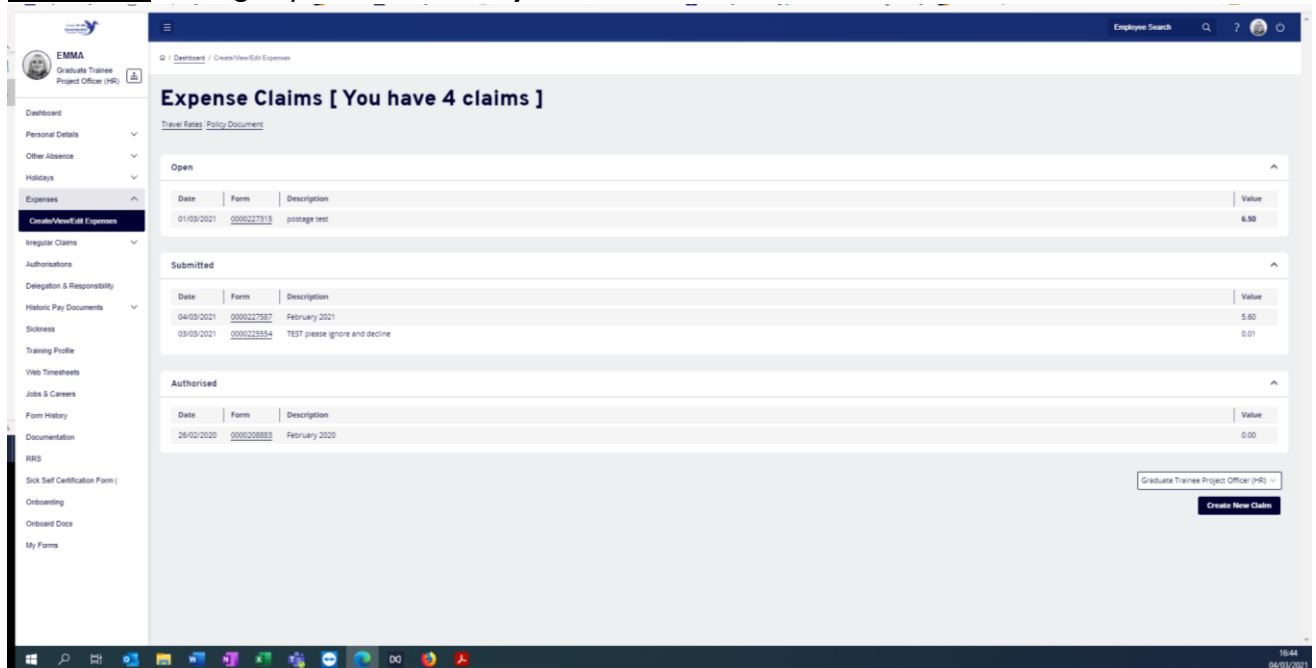 Employee Search
?
EMMA
Graduate Trainee
Project Officer (HR)
Dashboard
Personal Details
Other Absence
Holidays
Expenses
Create/View/Edit Expenses
Irregular Claims
Authorisations
Delegation & Responsibility
Historic Pay Documents
Sickness
Training Profile
Web Timesheets
Jobs & Careers
Form History
Documentation
RRS
Sick Self Certification Form (
Onboarding
Onboard Docs
My Forms
/ Dashboard / Create/View/Edit Expenses
Expense Claims [ You have 4 claims ]
Travel Rates Policy Document
Open
Date Form Description Value
01/03/2021 0000227315 postage test 6.50
Submitted
Date Form Description Value
04/03/2021 0000227587 February 2021 5.60
03/03/2021 0000225554 TEST please ignore and decline 0.01
Authorised
Date Form Description Value
26/02/2020 0000208883 February 2020 0.00
Graduate Trainee Project Officer (HR)
Create New Claim
16:44
04/03/2021